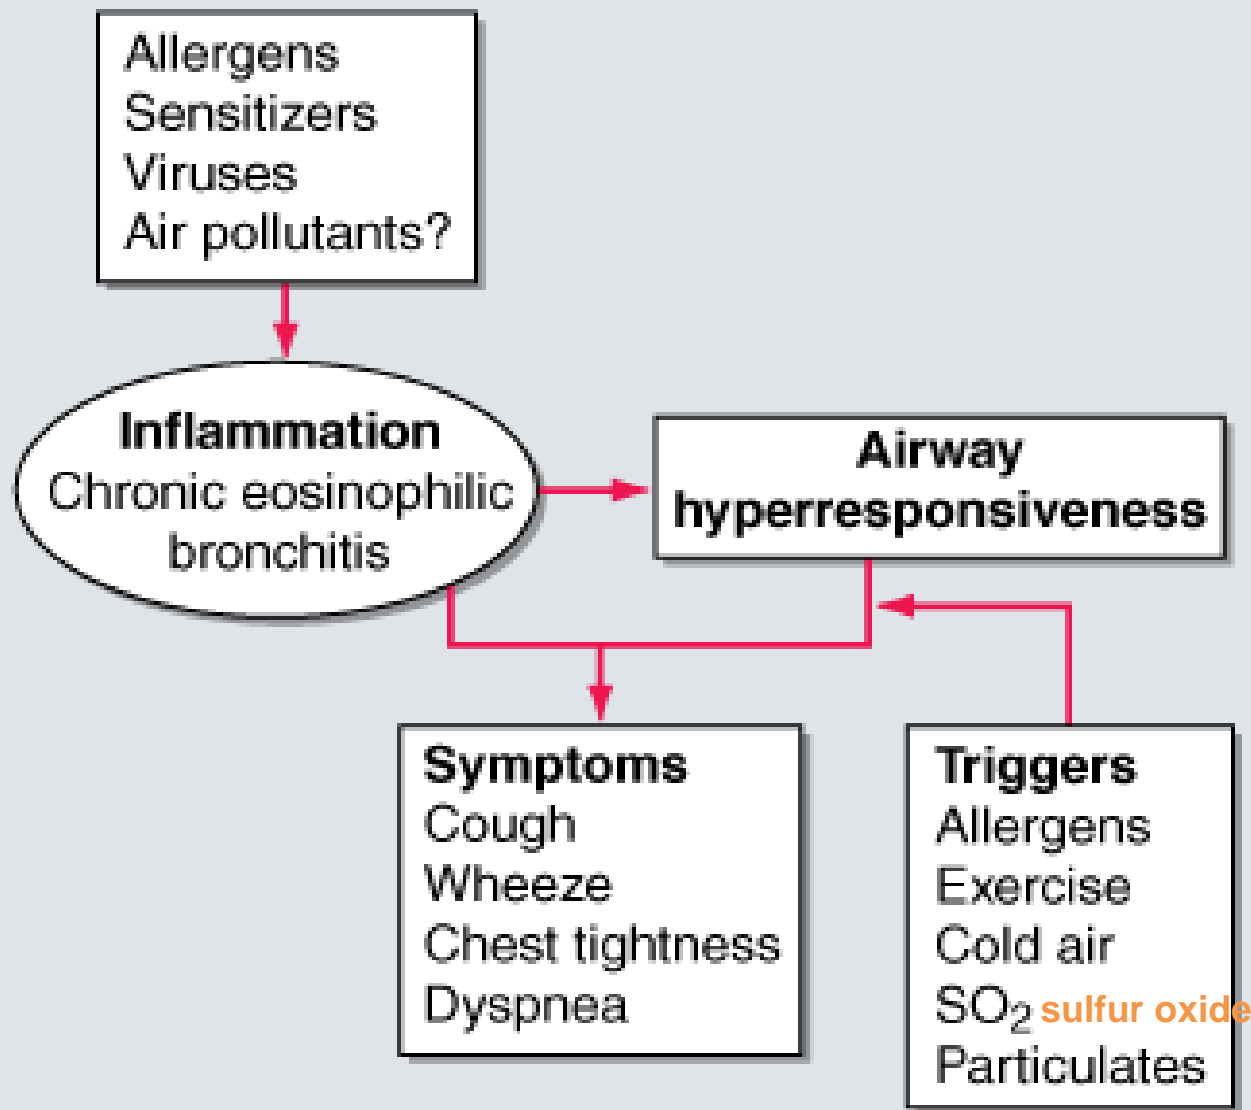 Allergens
Sensitizers
Viruses
Air pollutants?
Inflammation
Chronic eosinophilic
bronchitis
Airway
hyperresponsiveness
Symptoms
Cough
Wheeze
Chest tightness
Dyspnea
Triggers
Allergens
Exercise
Cold air
SO₂ sulfur oxide
Particulates